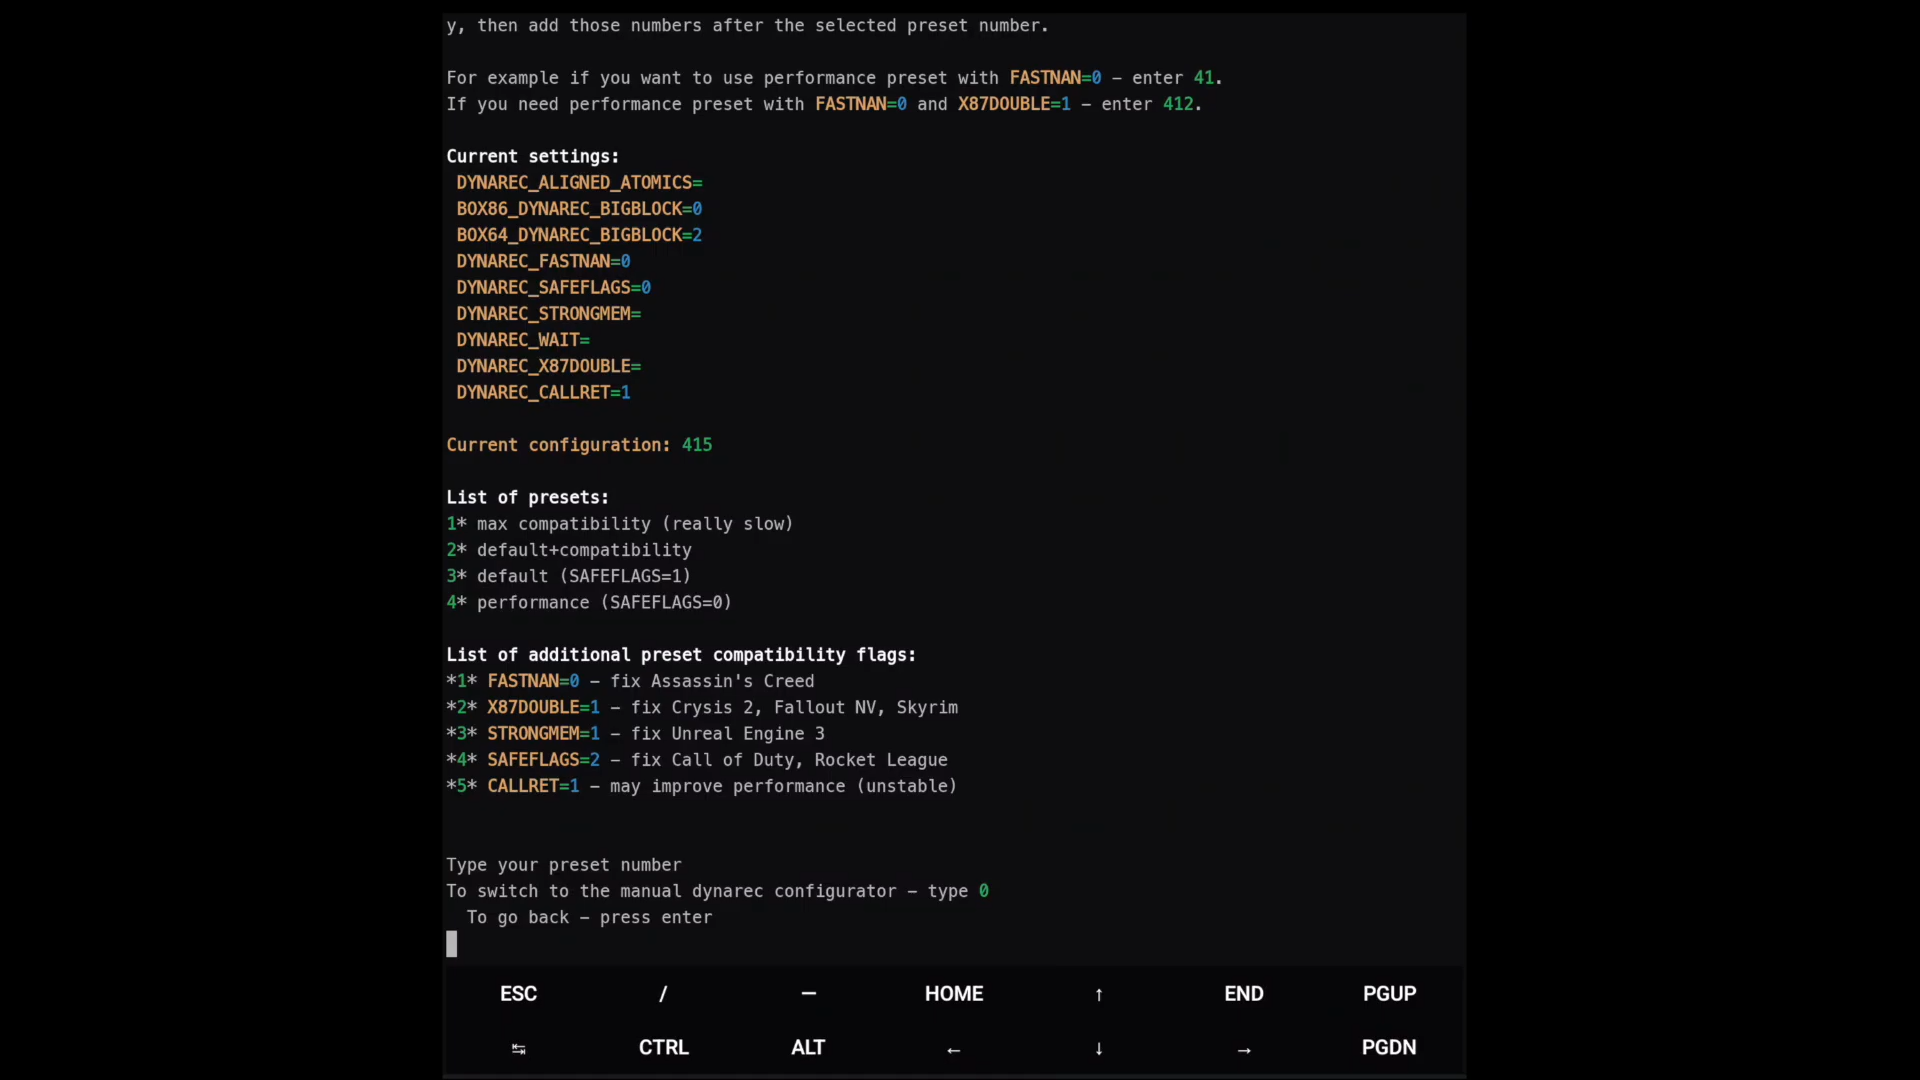 y, then add those numbers after the selected preset number.
For example if you want to use performance preset with FASTNAN=0 – enter 41.
If you need performance preset with FASTNAN=0 and X87DOUBLE=1 – enter 412.
Current settings:
DYNAREC_ALIGNED_ATOMICS=
BOX86_DYNAREC_BIGBLOCK=0
BOX64_DYNAREC_BIGBLOCK=2
DYNAREC_FASTNAN=0
DYNAREC_SAFEFLAGS=0
DYNAREC_STRONGMEM=
DYNAREC_WAIT=
DYNAREC_X87DOUBLE=
DYNAREC_CALLRET=1
Current configuration: 415
List of presets:
1* max compatibility (really slow)
2* default+compatibility
3* default (SAFEFLAGS=1)
4* performance (SAFEFLAGS=0)
List of additional preset compatibility flags:
*1* FASTNAN=0 – fix Assassin's Creed
*2* X87DOUBLE=1 – fix Crysis 2, Fallout NV, Skyrim
*3* STRONGMEM=1 – fix Unreal Engine 3
*4* SAFEFLAGS=2 – fix Call of Duty, Rocket League
*5* CALLRET=1 – may improve performance (unstable)
Type your preset number
To switch to the manual dynarec configurator – type 0
To go back – press enter
ESC / — HOME ↑ END PGUP
↹ CTRL ALT ← ↓ → PGDN